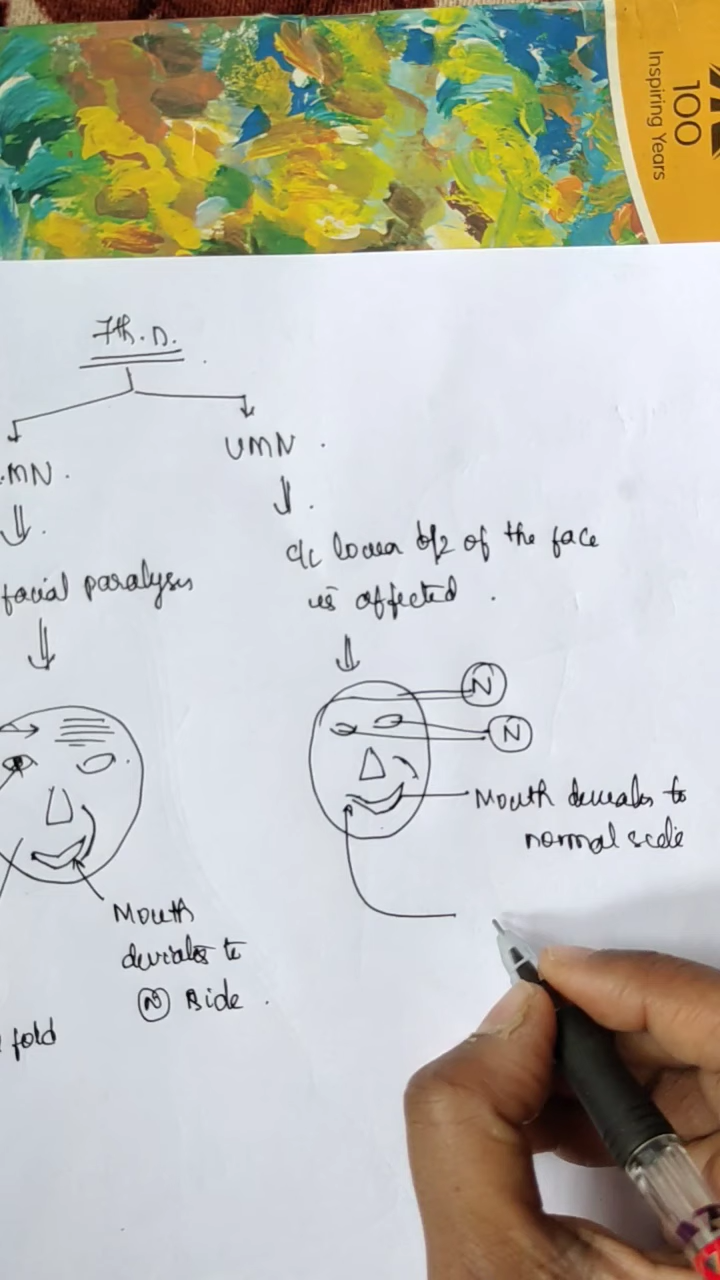 100
Inspiring Years
7th. n.
UMN .
MN .
c/c lower 1/2 of the face
is affected .
facial paralysis
N
N
Mouth deviates to
normal side
Mouth
deviates to
N side .
fold